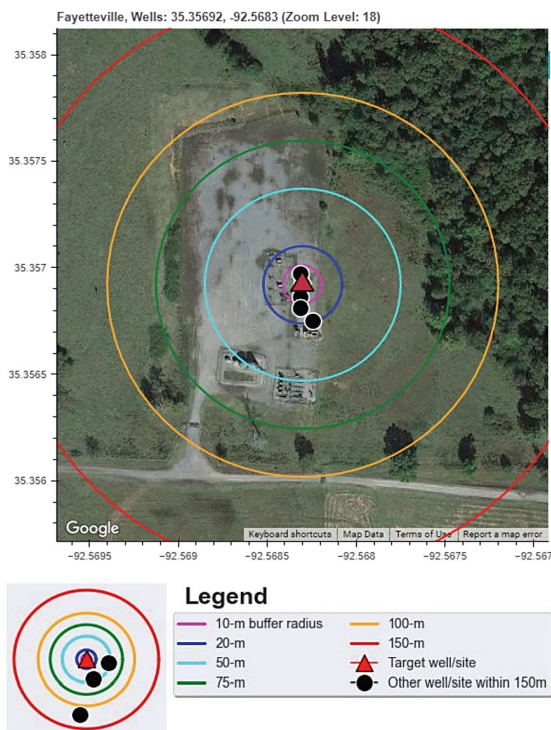 Fayetteville, Wells: 35.35692, -92.5683 (Zoom Level: 18)
35.358
35.3575
35.357
35.3565
35.356
Google
Keyboard shortcuts Map Data Terms of Use Report a map error
−92.5695 −92.569 −92.5685 −92.568 −92.5675 −92.567
Legend
10-m buffer radius 100-m
20-m 150-m
50-m Target well/site
75-m Other well/site within 150m